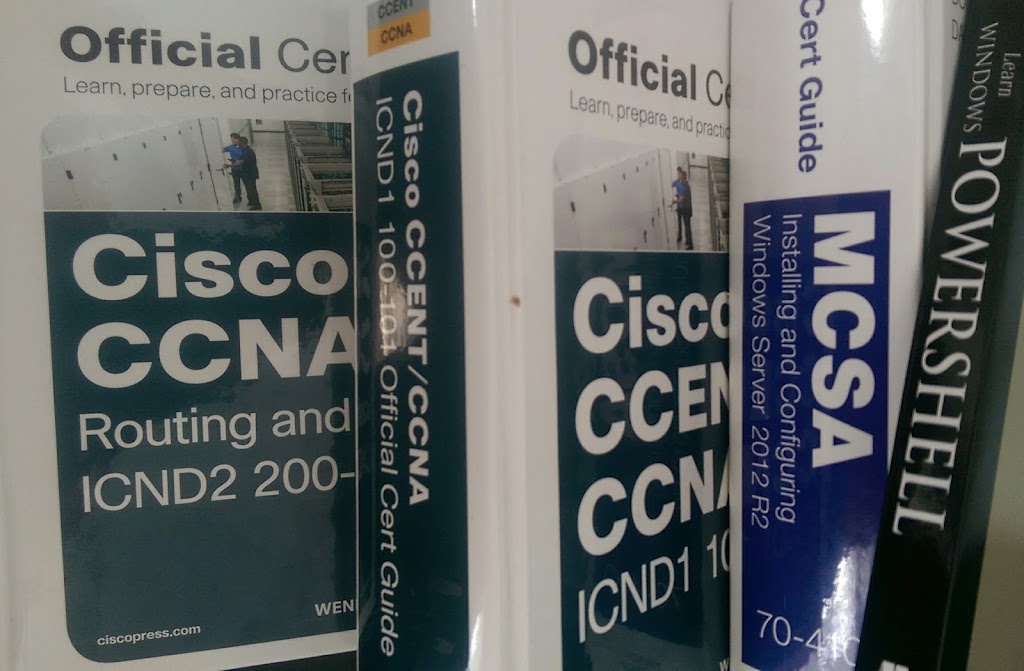 Official Cer
Learn, prepare, and practice f
Cisco
CCNA
Routing and
ICND2 200-
WEN
ciscopress.com
CCENT
CCNA
Cisco CCENT/CCNA
ICND1 100-101 Official Cert Guide
Official Ce
Learn, prepare, and practic
Cisco
CCEN
CCNA
ICND1 10
W
Cert Guide
MCSA
Installing and Configuring
Windows Server® 2012 R2
70-410
Learn
WINDOWS POWERSHELL